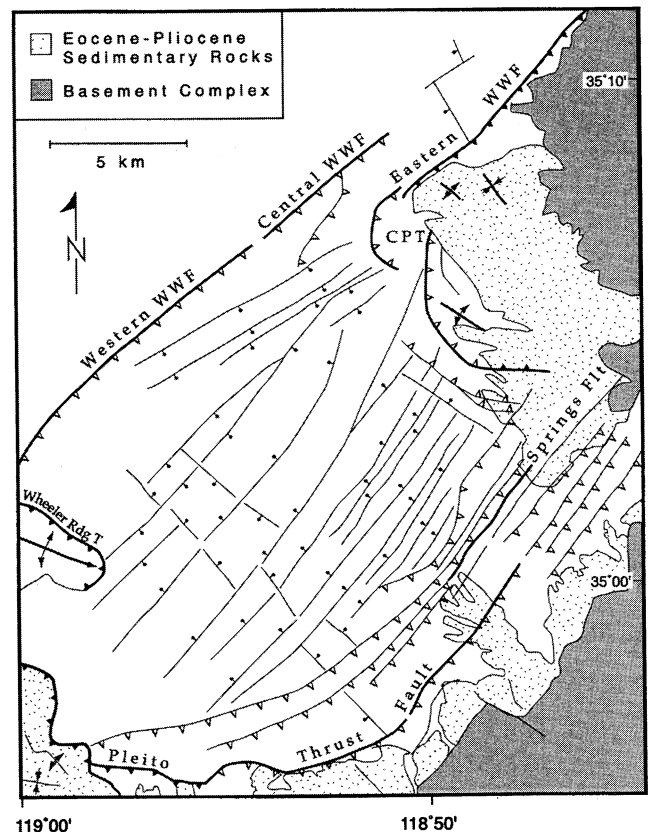 Eocene-Pliocene
Sedimentary Rocks
Basement Complex
5 km
N
35°10'
Eastern WWF
Central WWF
CPT
Western WWF
Springs Flt
Wheeler Rdg T
35°00'
Fault
Pleito Thrust
119°00'
118°50'